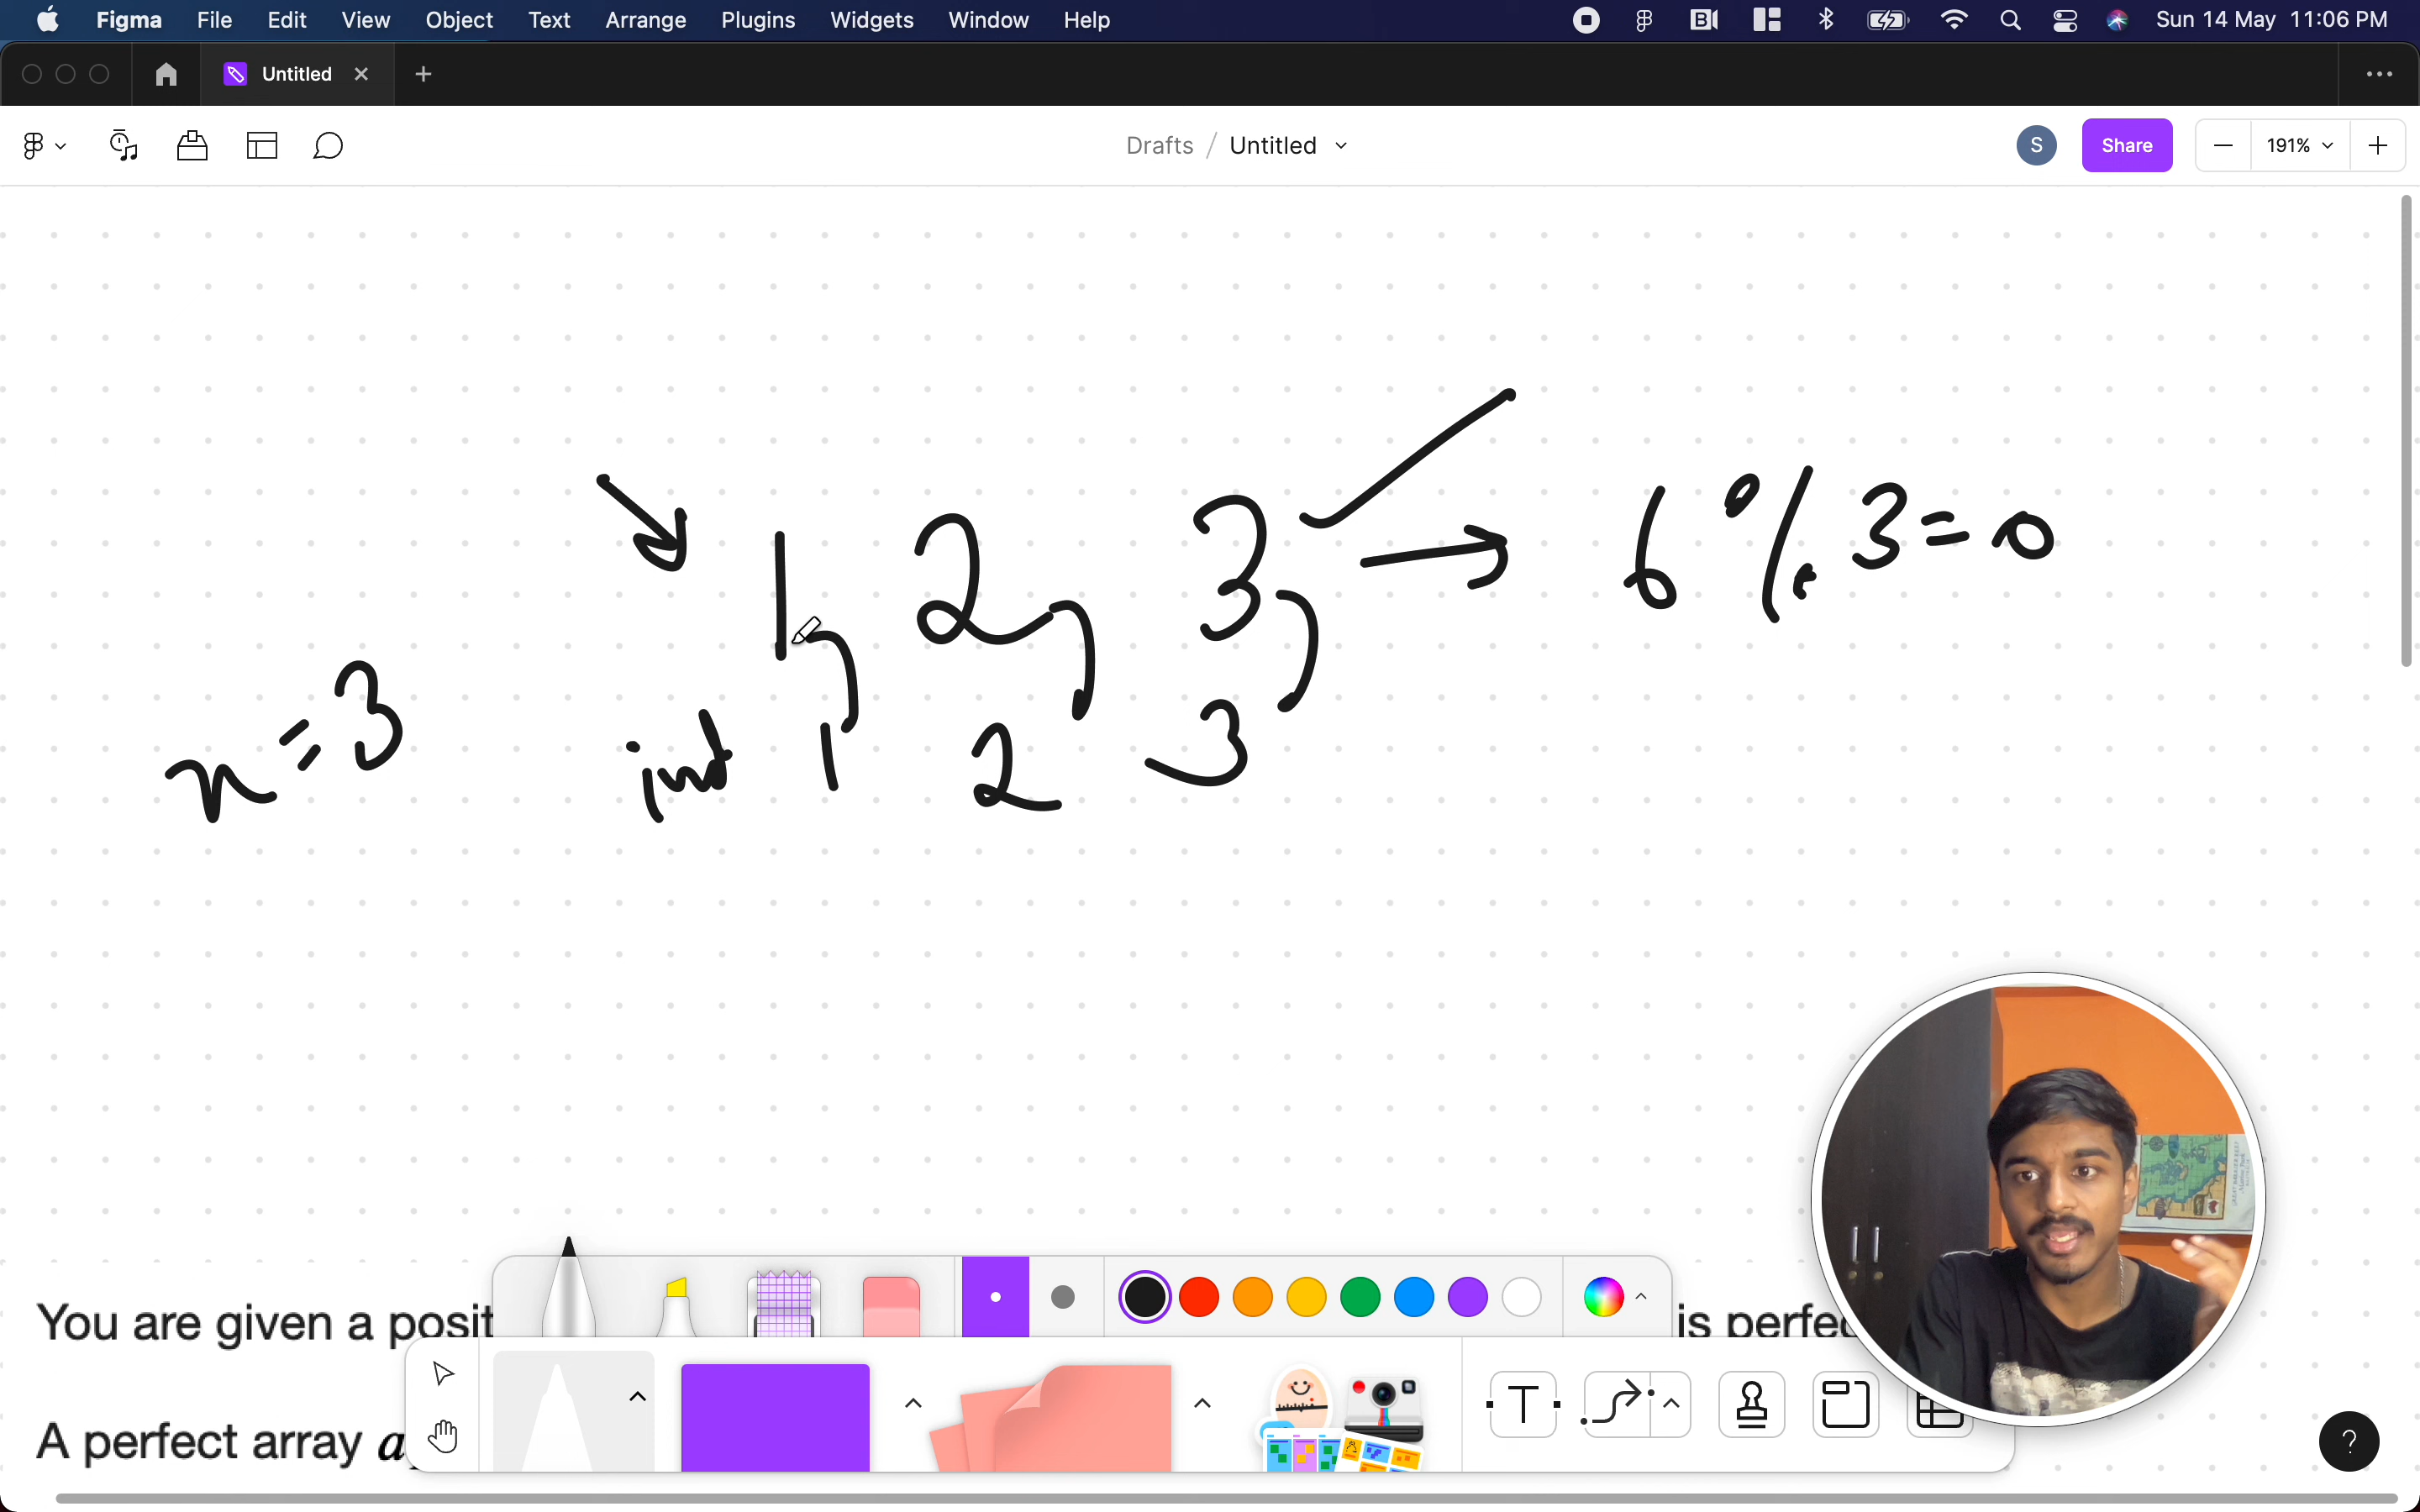 Figma File Edit View Object Text Arrange Plugins Widgets Window Help Sun 14 May 11:06 PM
Untitled
Drafts / Untitled S Share 191%
1, 2, 3, 6 % 3 = 0
n = 3
ind 1 2 3
You are given a posit is perfec
A perfect array a
T
?